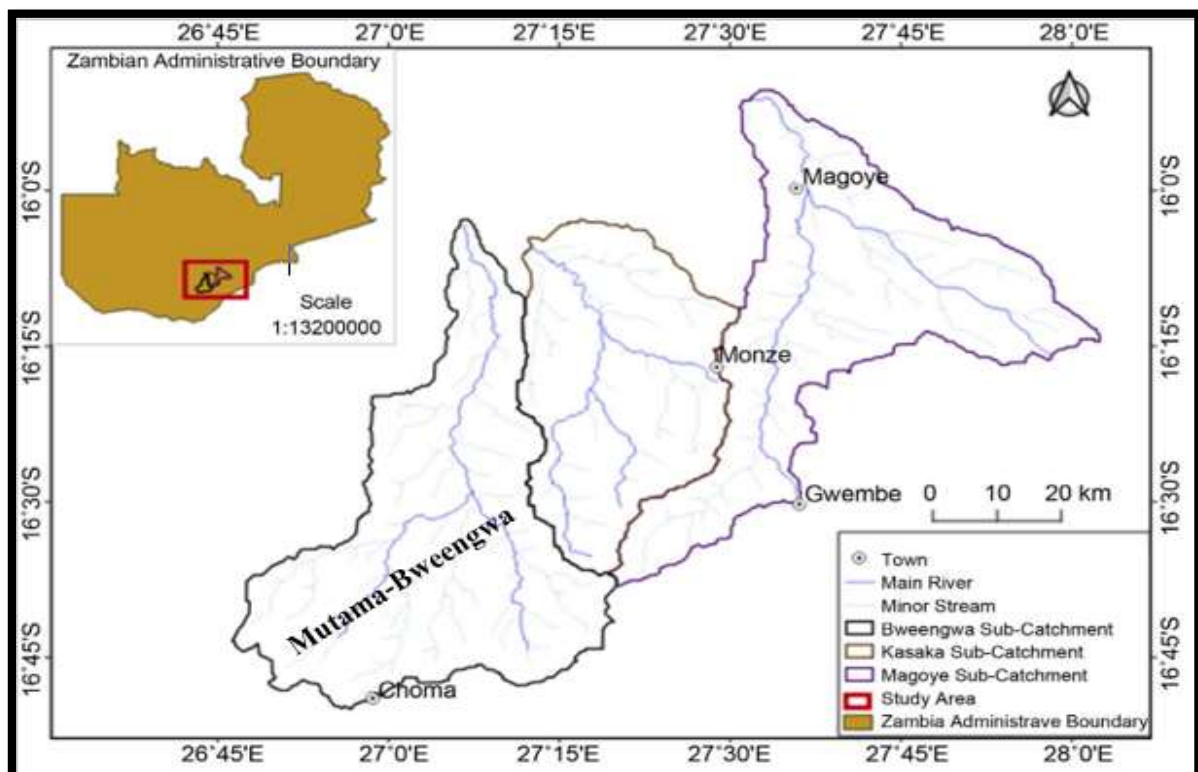 26°45'E 27°0'E 27°15'E 27°30'E 27°45'E 28°0'E
Zambian Administrative Boundary
Scale
1:13200000
16°0'S
16°15'S
16°30'S
16°45'S
Magoye
Monze
Gwembe
Choma
Mutama-Bweengwa
16°0'S
16°15'S
16°30'S
16°45'S
0 10 20 km
Town
Main River
Minor Stream
Bweengwa Sub-Catchment
Kasaka Sub-Catchment
Magoye Sub-Catchment
Study Area
Zambia Administrave Boundary
26°45'E 27°0'E 27°15'E 27°30'E 27°45'E 28°0'E